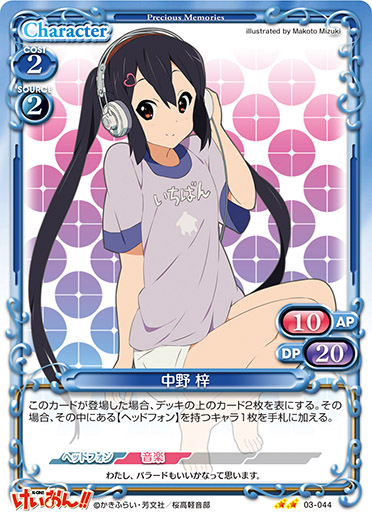 Precious Memories
Character
illustrated by Makoto Mizuki
COST
2
SOURCE
2
いちばん
10 AP
DP 20
中野 梓
このカードが登場した場合、デッキの上のカード2枚を表にする。その
場合、その中にある【ヘッドフォン】を持つキャラ1枚を手札に加える。
ヘッドフォン 音楽
わたし、バラードもいいかなって思います。
K-ON!!
けいおん!!
©かきふらい・芳文社/桜高軽音部
03-044